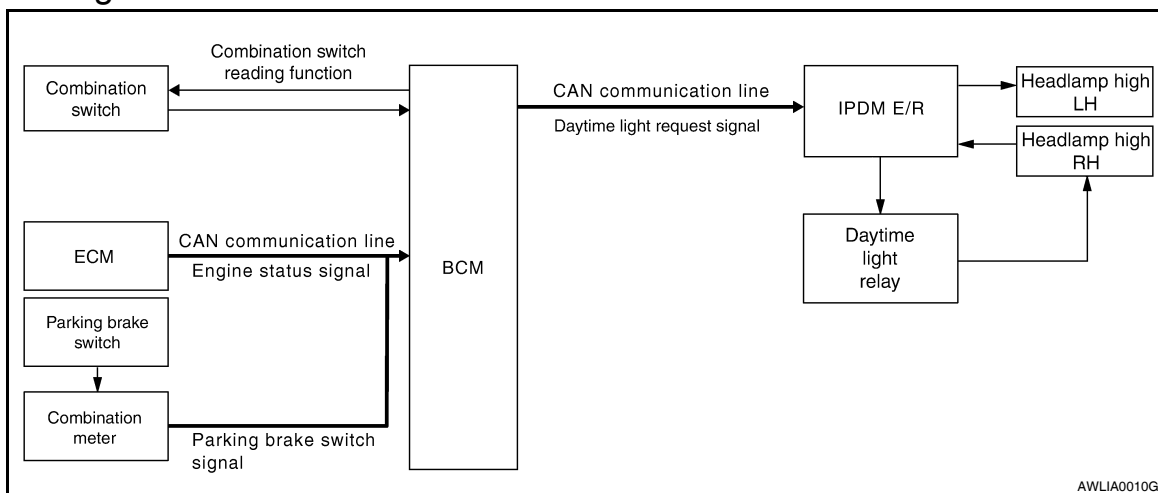 Combination switch
reading function
Combination
switch
BCM
CAN communication line
Daytime light request signal
IPDM E/R
Headlamp high
LH
Headlamp high
RH
Daytime
light
relay
ECM
CAN communication line
Engine status signal
Parking brake
switch
Combination
meter
Parking brake switch
signal
AWLIA0010G